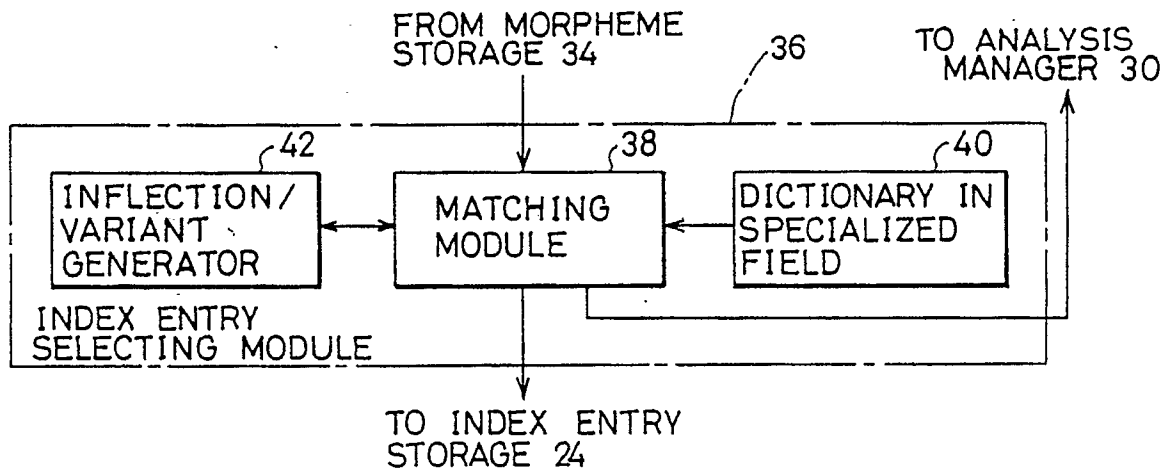 FROM MORPHEME
STORAGE 34
36
TO ANALYSIS
MANAGER 30
42
38
40
INFLECTION/
VARIANT
GENERATOR
MATCHING
MODULE
DICTIONARY IN
SPECIALIZED
FIELD
INDEX ENTRY
SELECTING MODULE
TO INDEX ENTRY
STORAGE 24